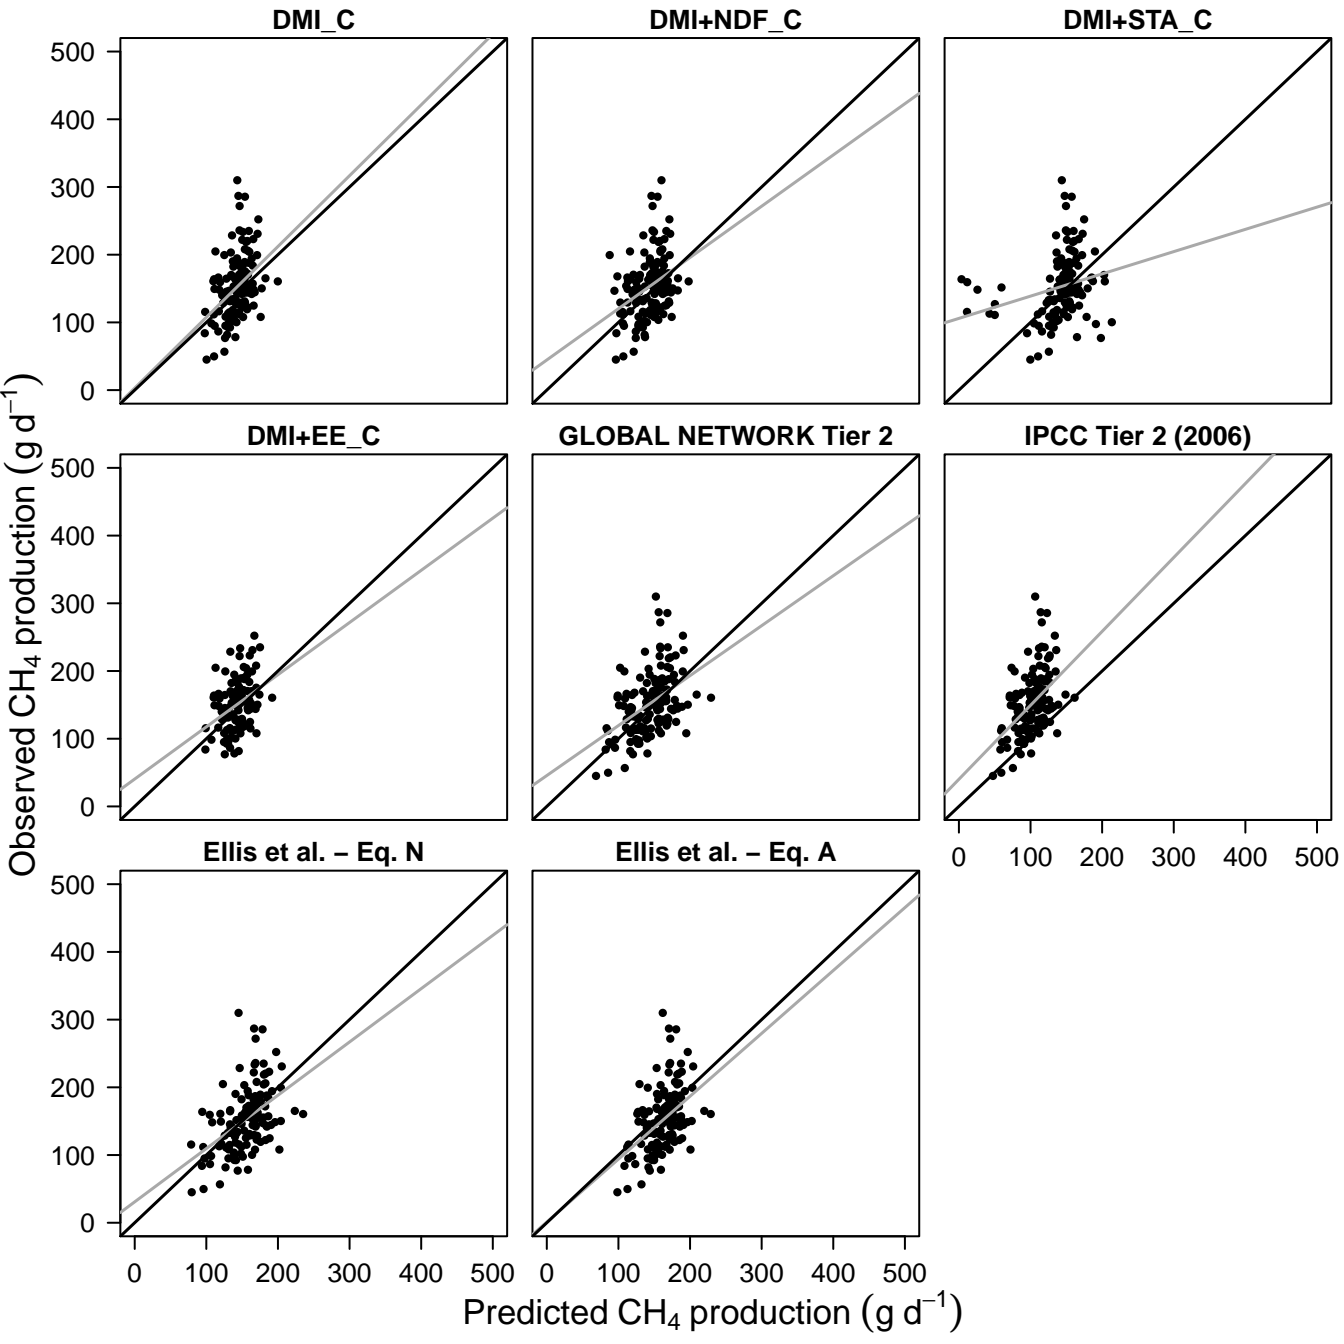 DMI_C DMI+NDF_C DMI+STA_C
500
400
300
200
100
0
DMI+EE_C GLOBAL NETWORK Tier 2 IPCC Tier 2 (2006)
500
400
300
200
100
0
0 100 200 300 400 500
Observed CH₄ production (g d⁻¹)
Ellis et al. – Eq. N Ellis et al. – Eq. A
500
400
300
200
100
0
0 100 200 300 400 500 0 100 200 300 400 500
Predicted CH₄ production (g d⁻¹)